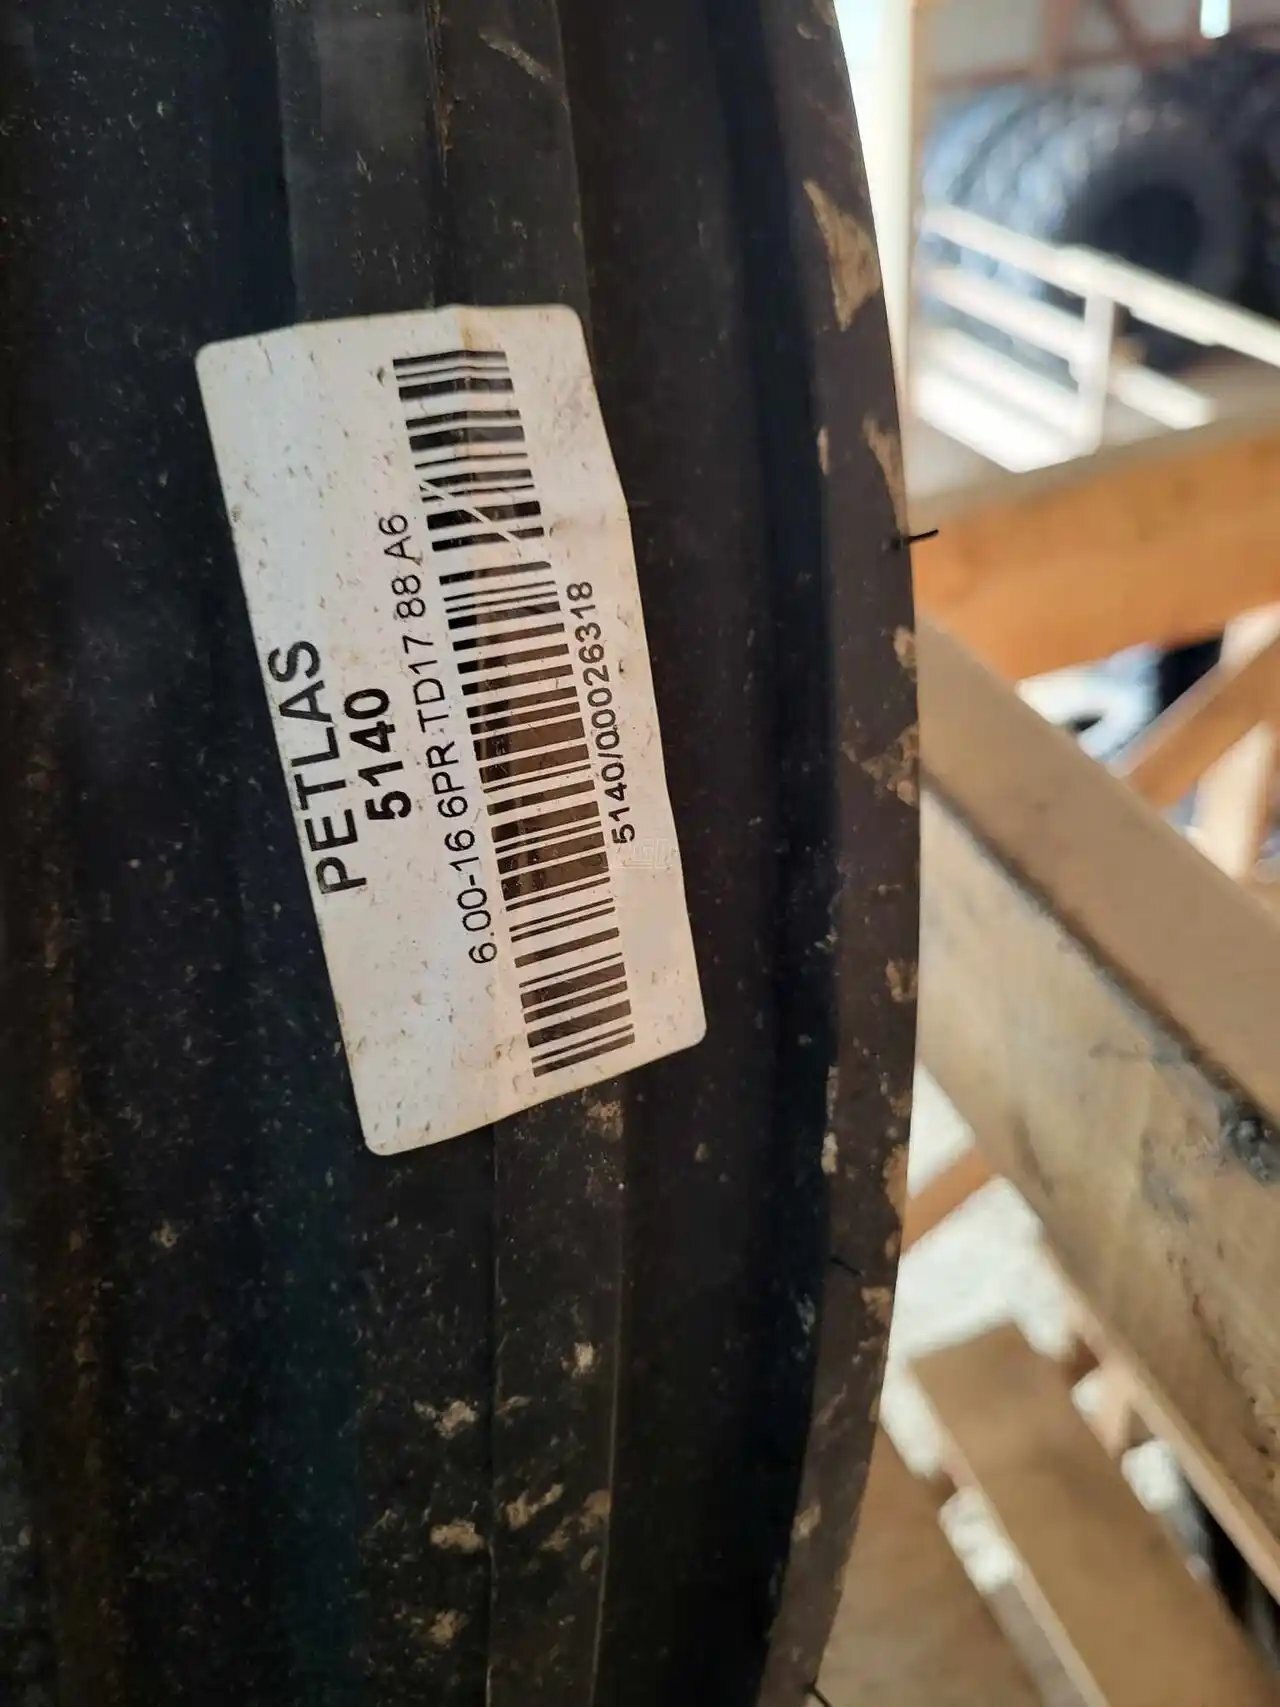 PETLAS
5140
6.00-16 6PR TD17 88 A6
5140/00026318